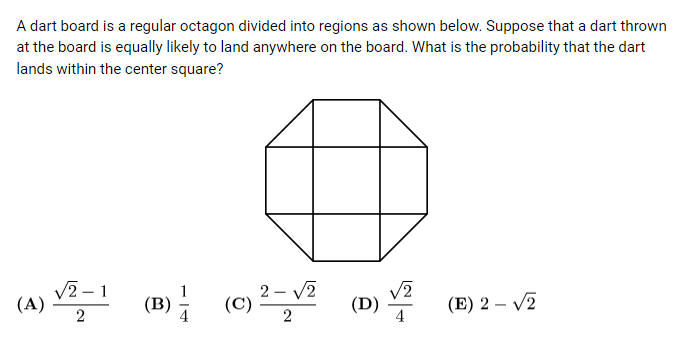 A dart board is a regular octagon divided into regions as shown below. Suppose that a dart thrown
at the board is equally likely to land anywhere on the board. What is the probability that the dart
lands within the center square?
(A) \frac{\sqrt{2} - 1}{2} (B) \frac{1}{4} (C) \frac{2 - \sqrt{2}}{2} (D) \frac{\sqrt{2}}{4} (E) 2 - \sqrt{2}